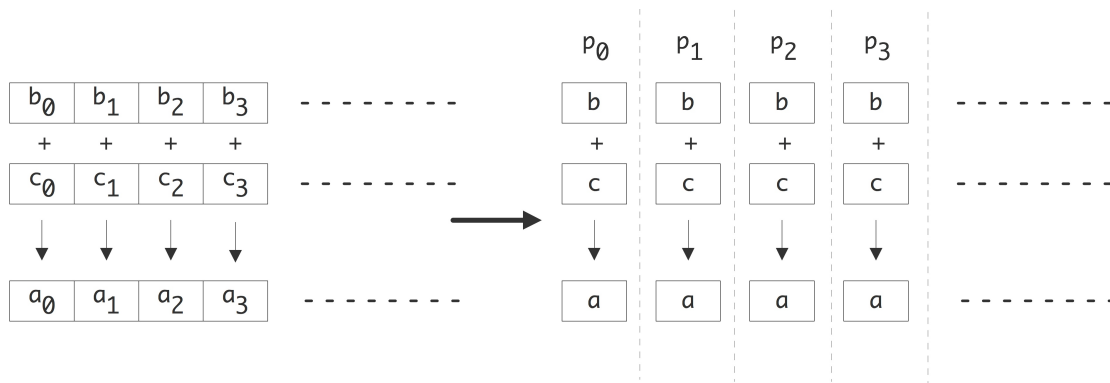 p₀ p₁ p₂ p₃
b₀ b₁ b₂ b₃ b b b b
+ + + + + + + +
c₀ c₁ c₂ c₃ c c c c
a₀ a₁ a₂ a₃ a a a a